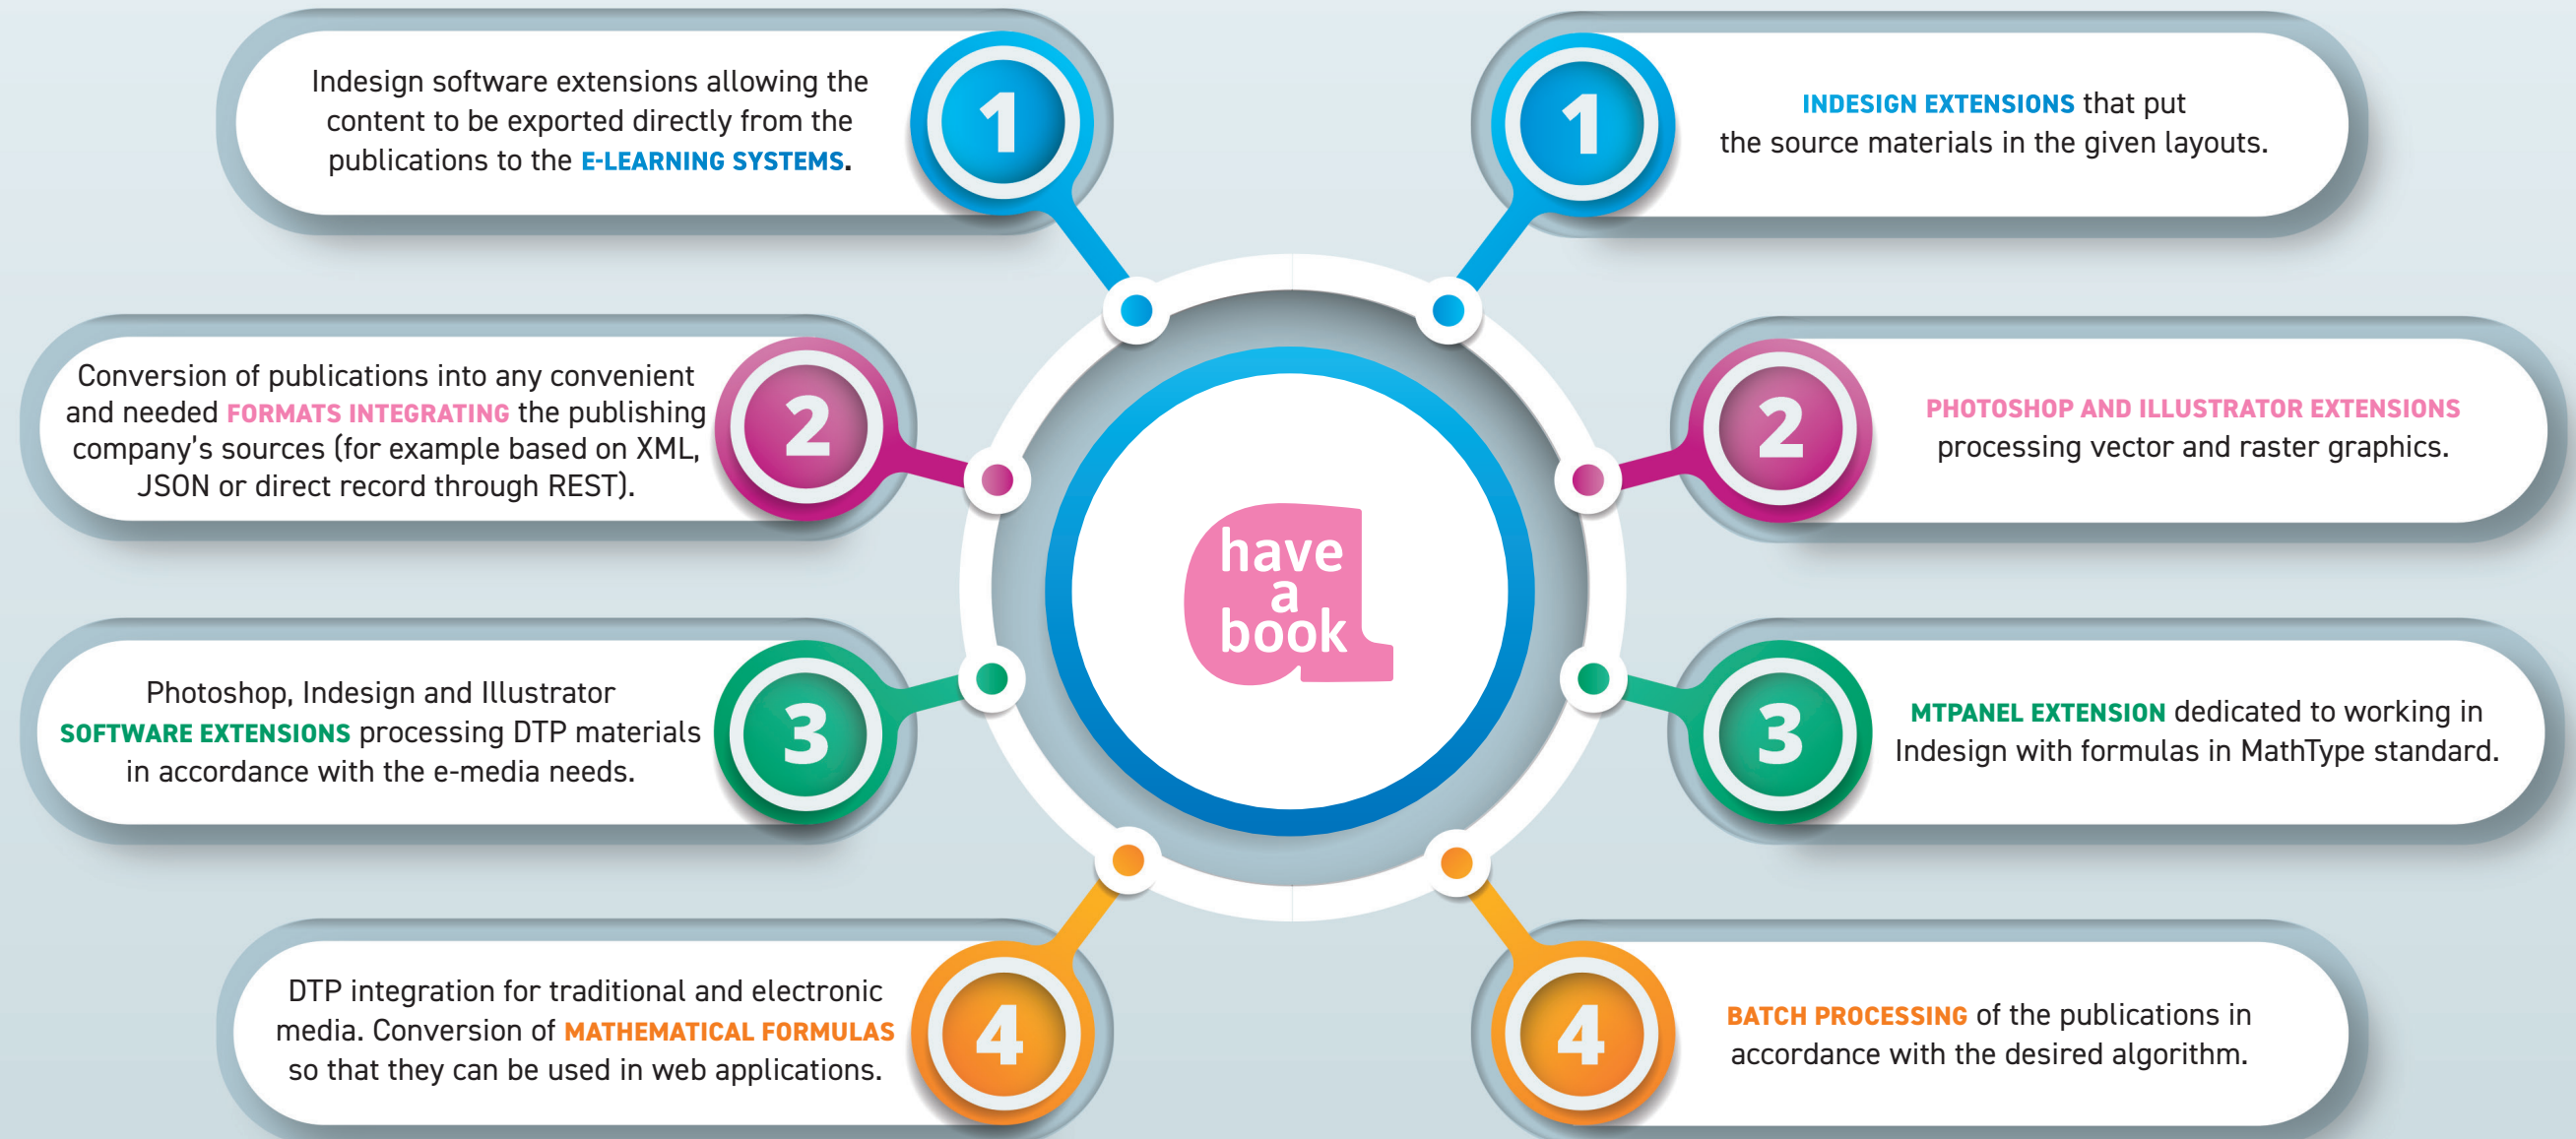 1
Indesign software extensions allowing the
content to be exported directly from the
publications to the E-LEARNING SYSTEMS.
2
Conversion of publications into any convenient
and needed FORMATS INTEGRATING the publishing
company's sources (for example based on XML,
JSON or direct record through REST).
3
Photoshop, Indesign and Illustrator
SOFTWARE EXTENSIONS processing DTP materials
in accordance with the e-media needs.
4
DTP integration for traditional and electronic
media. Conversion of MATHEMATICAL FORMULAS
so that they can be used in web applications.
have
a
book
1
INDESIGN EXTENSIONS that put
the source materials in the given layouts.
2
PHOTOSHOP AND ILLUSTRATOR EXTENSIONS
processing vector and raster graphics.
3
MTPANEL EXTENSION dedicated to working in
Indesign with formulas in MathType standard.
4
BATCH PROCESSING of the publications in
accordance with the desired algorithm.